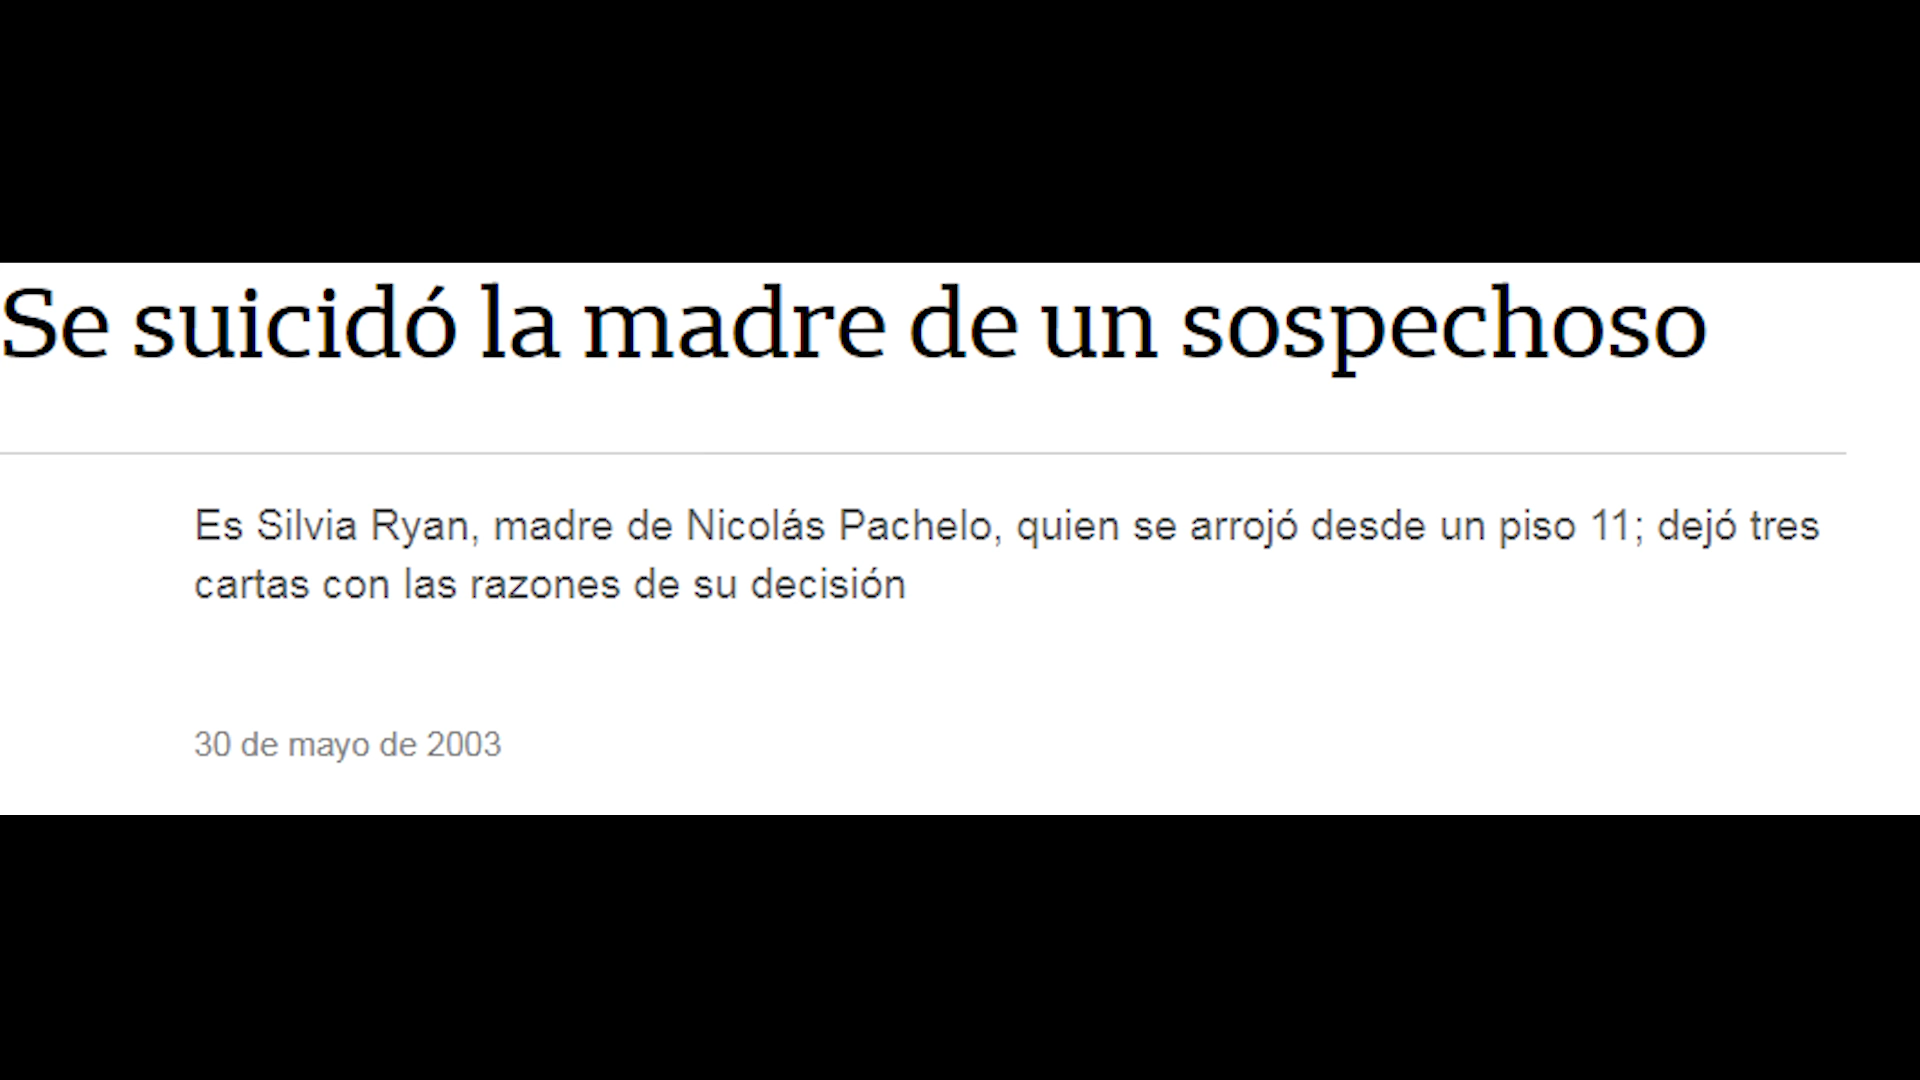 Se suicidó la madre de un sospechoso
Es Silvia Ryan, madre de Nicolás Pachelo, quien se arrojó desde un piso 11; dejó tres
cartas con las razones de su decisión
30 de mayo de 2003